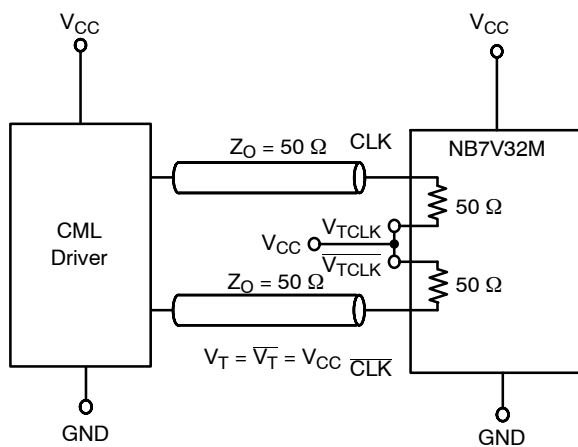 V_CC
V_CC
Z_O = 50 Ω
CLK
NB7V32M
50 Ω
CML
Driver
V_CC
V_TCLK
V̅_T̅C̅L̅K̅
50 Ω
Z_O = 50 Ω
V_T = V̅_T̅ = V_CC
C̅L̅K̅
GND
GND